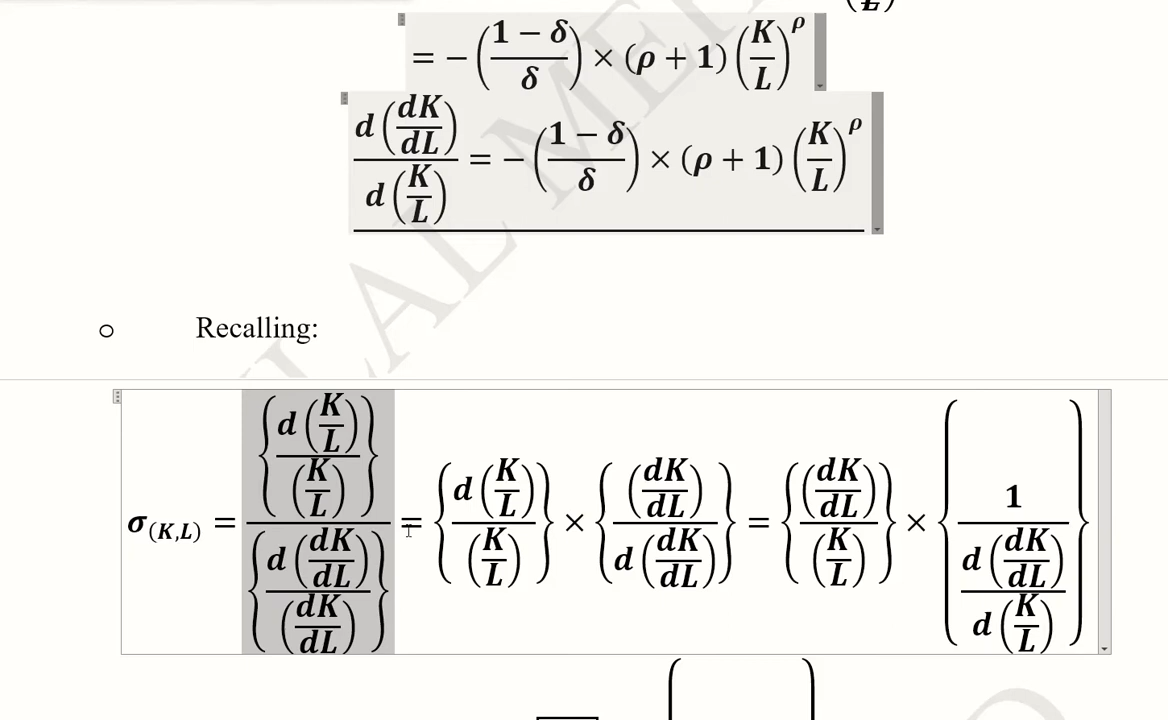 = −((1 − δ)/δ) × (ρ + 1)(K/L)^ρ
d(dK/dL)/d(K/L) = −((1 − δ)/δ) × (ρ + 1)(K/L)^ρ
o Recalling:
σ_(K,L) = {d(K/L)/(K/L)}/{d(dK/dL)/(dK/dL)} = {d(K/L)/(K/L)} × {(dK/dL)/d(dK/dL)} = {(dK/dL)/(K/L)} × {1/(d(dK/dL)/d(K/L))}